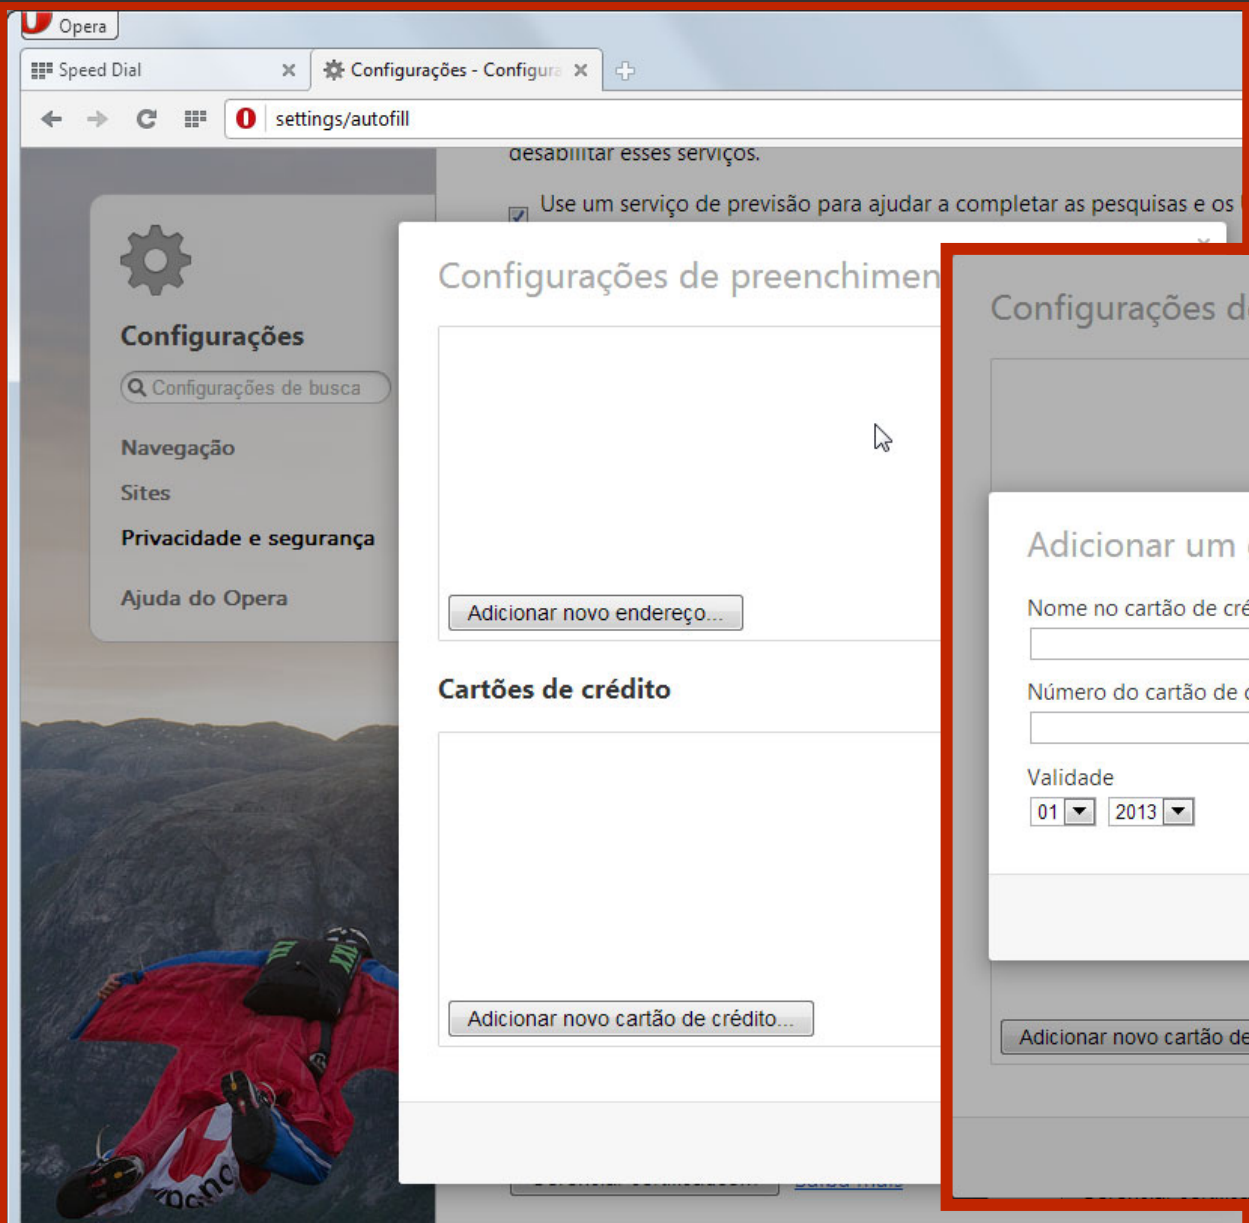 Opera
Speed Dial
Configurações - Configura
settings/autofill
desabilitar esses serviços.
Use um serviço de previsão para ajudar a completar as pesquisas e os
Configurações
Configurações de busca
Navegação
Sites
Privacidade e segurança
Ajuda do Opera
Configurações de preenchimen
Adicionar novo endereço...
Cartões de crédito
Adicionar novo cartão de crédito...
Saiba mais
Configurações d
Adicionar um
Nome no cartão de cré
Número do cartão de
Validade
01 2013
Adicionar novo cartão de